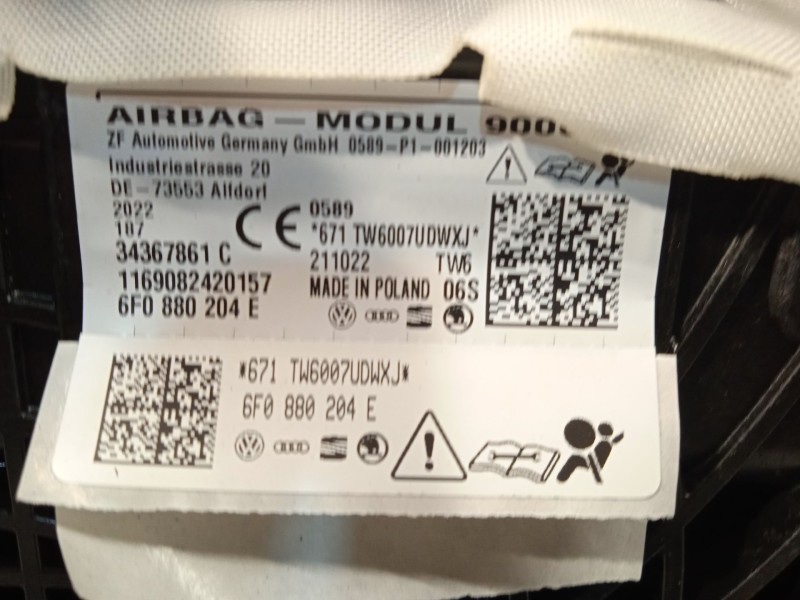 AIRBAG – MODUL
ZF Automotive Germany GmbH 0589-P1-001203
Industriestrasse 20
DE - 73553 Alfdorf
2022
187
CE 0589
*671 TW6007UDWXJ*
34367861 C
211022 TW6
1169082420157
MADE IN POLAND 06S
6F0 880 204 E
*671 TW6007UDWXJ*
6F0 880 204 E